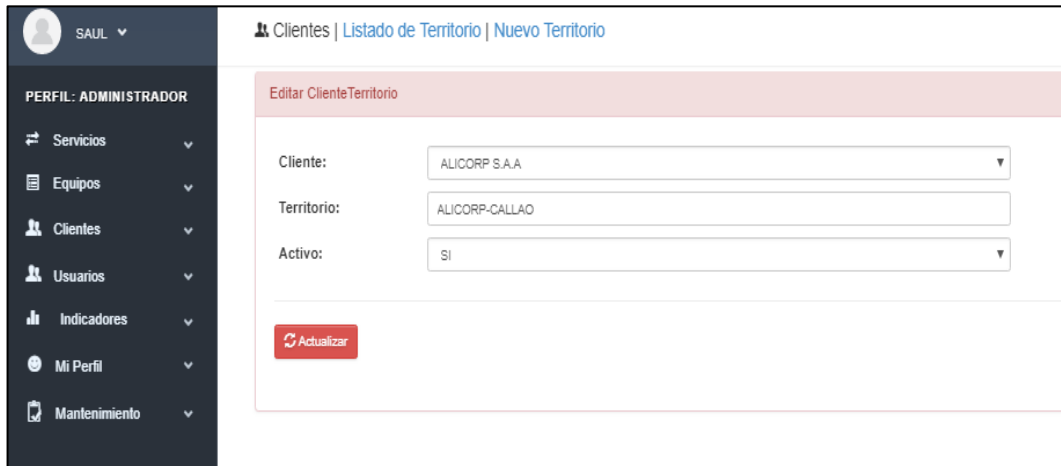 SAUL
Clientes | Listado de Territorio | Nuevo Territorio
PERFIL: ADMINISTRADOR
Servicios
Equipos
Clientes
Usuarios
Indicadores
Mi Perfil
Mantenimiento
Editar ClienteTerritorio
Cliente:
ALICORP S.A.A
Territorio:
ALICORP-CALLAO
Activo:
SI
Actualizar